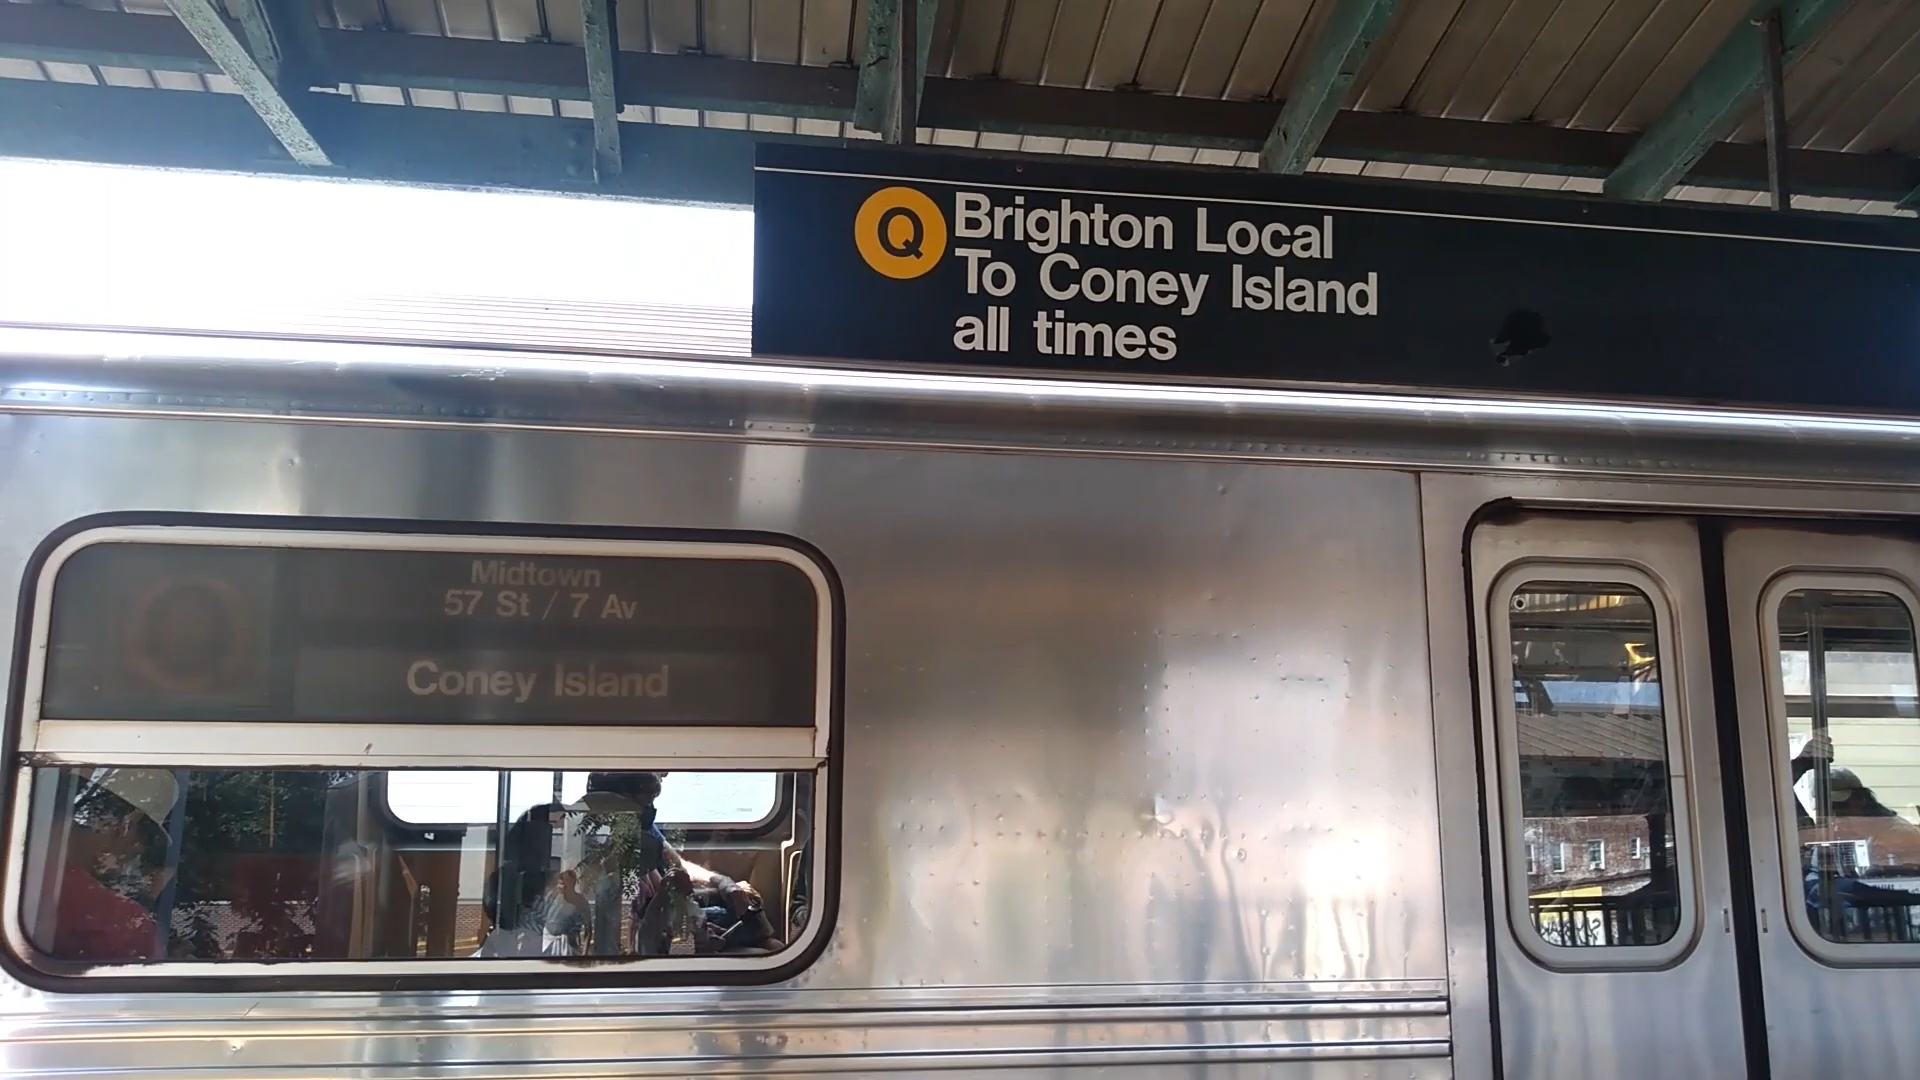 Q Brighton Local
To Coney Island
all times
Midtown
57 St / 7 Av
Coney Island